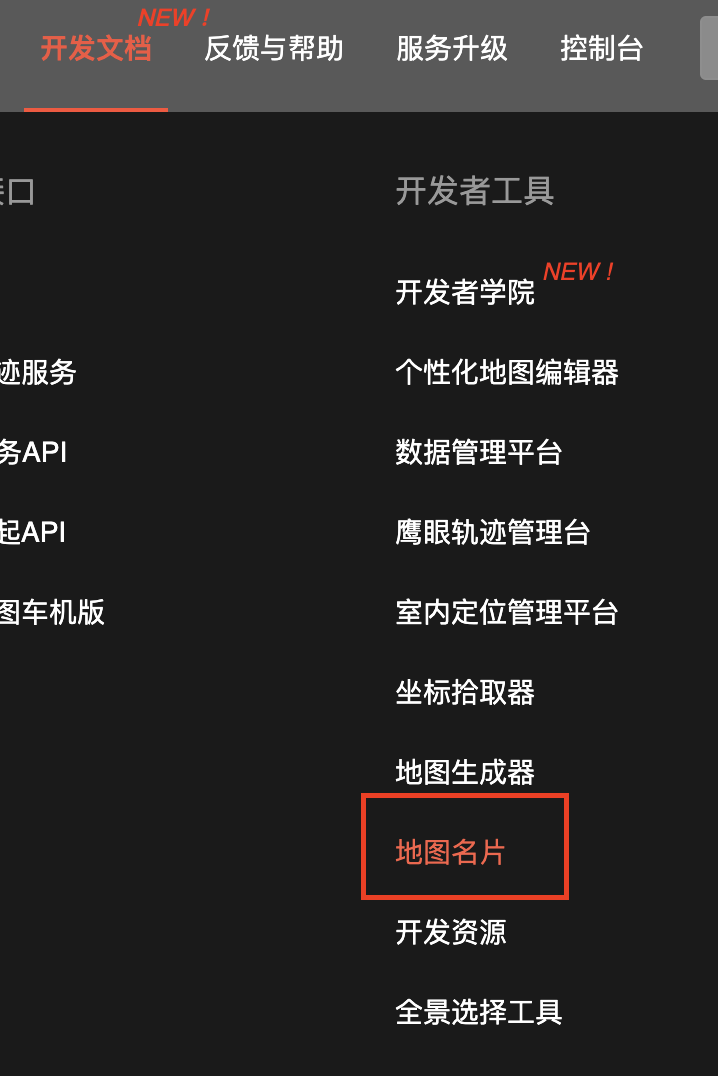 NEW !
开发文档 反馈与帮助 服务升级 控制台
口 开发者工具
NEW !
开发者学院
迹服务 个性化地图编辑器
务API 数据管理平台
起API 鹰眼轨迹管理台
图车机版 室内定位管理平台
坐标拾取器
地图生成器
地图名片
开发资源
全景选择工具